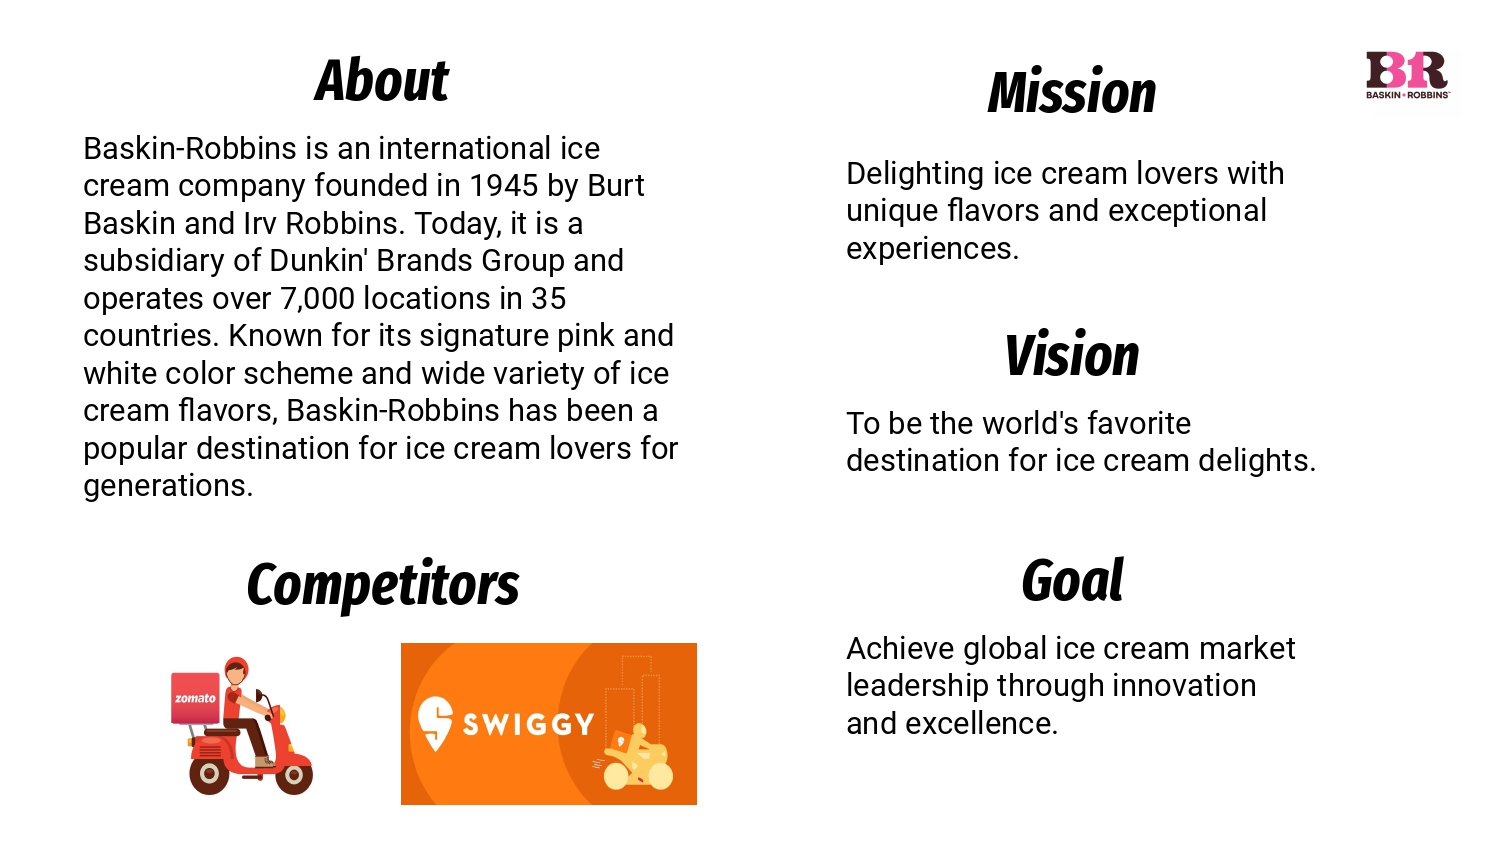 About
Baskin-Robbins is an international ice
cream company founded in 1945 by Burt
Baskin and Irv Robbins. Today, it is a
subsidiary of Dunkin' Brands Group and
operates over 7,000 locations in 35
countries. Known for its signature pink and
white color scheme and wide variety of ice
cream flavors, Baskin-Robbins has been a
popular destination for ice cream lovers for
generations.
Competitors
zomato
SWIGGY
BR
BASKIN ROBBINS
Mission
Delighting ice cream lovers with
unique flavors and exceptional
experiences.
Vision
To be the world's favorite
destination for ice cream delights.
Goal
Achieve global ice cream market
leadership through innovation
and excellence.